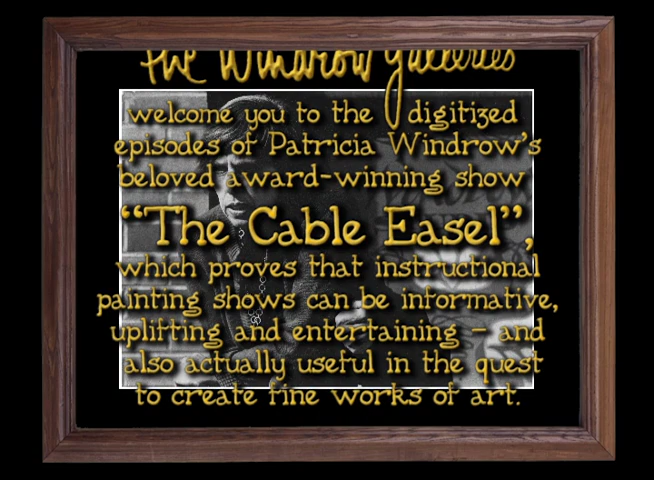 the Windrow Galleries
welcome you to the digitized
episodes of Patricia Windrow's
beloved award-winning show
"The Cable Easel",
which proves that instructional
painting shows can be informative,
uplifting and entertaining – and
also actually useful in the quest
to create fine works of art.